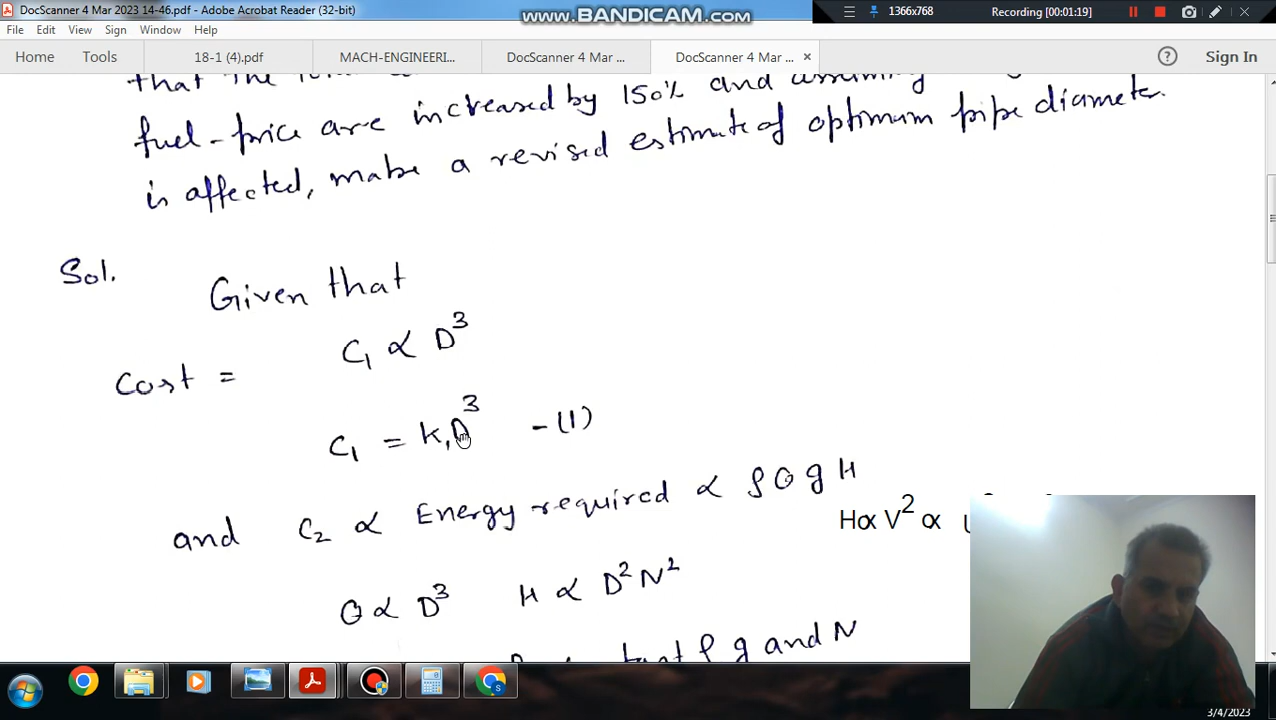 DocScanner 4 Mar 2023 14-46.pdf - Adobe Acrobat Reader (32-bit)
www.BANDICAM.com
1366x768
Recording [00:01:19]
File Edit View Sign Window Help
Home Tools 18-1 (4).pdf MACH-ENGINEERI... DocScanner 4 Mar ... DocScanner 4 Mar ... × ? Sign In
that the
fuel-price are increased by 150% and assuming
is affected, make a revised estimate of optimum pipe diameter.
Sol. Given that
C₁ ∝ D³
Cost =
C₁ = K₁D³ - (1)
and C₂ ∝ Energy required ∝ ρQgH
H∝ V² ∝
Q ∝ D³ H ∝ D²N²
ρ g and N
3/4/2023